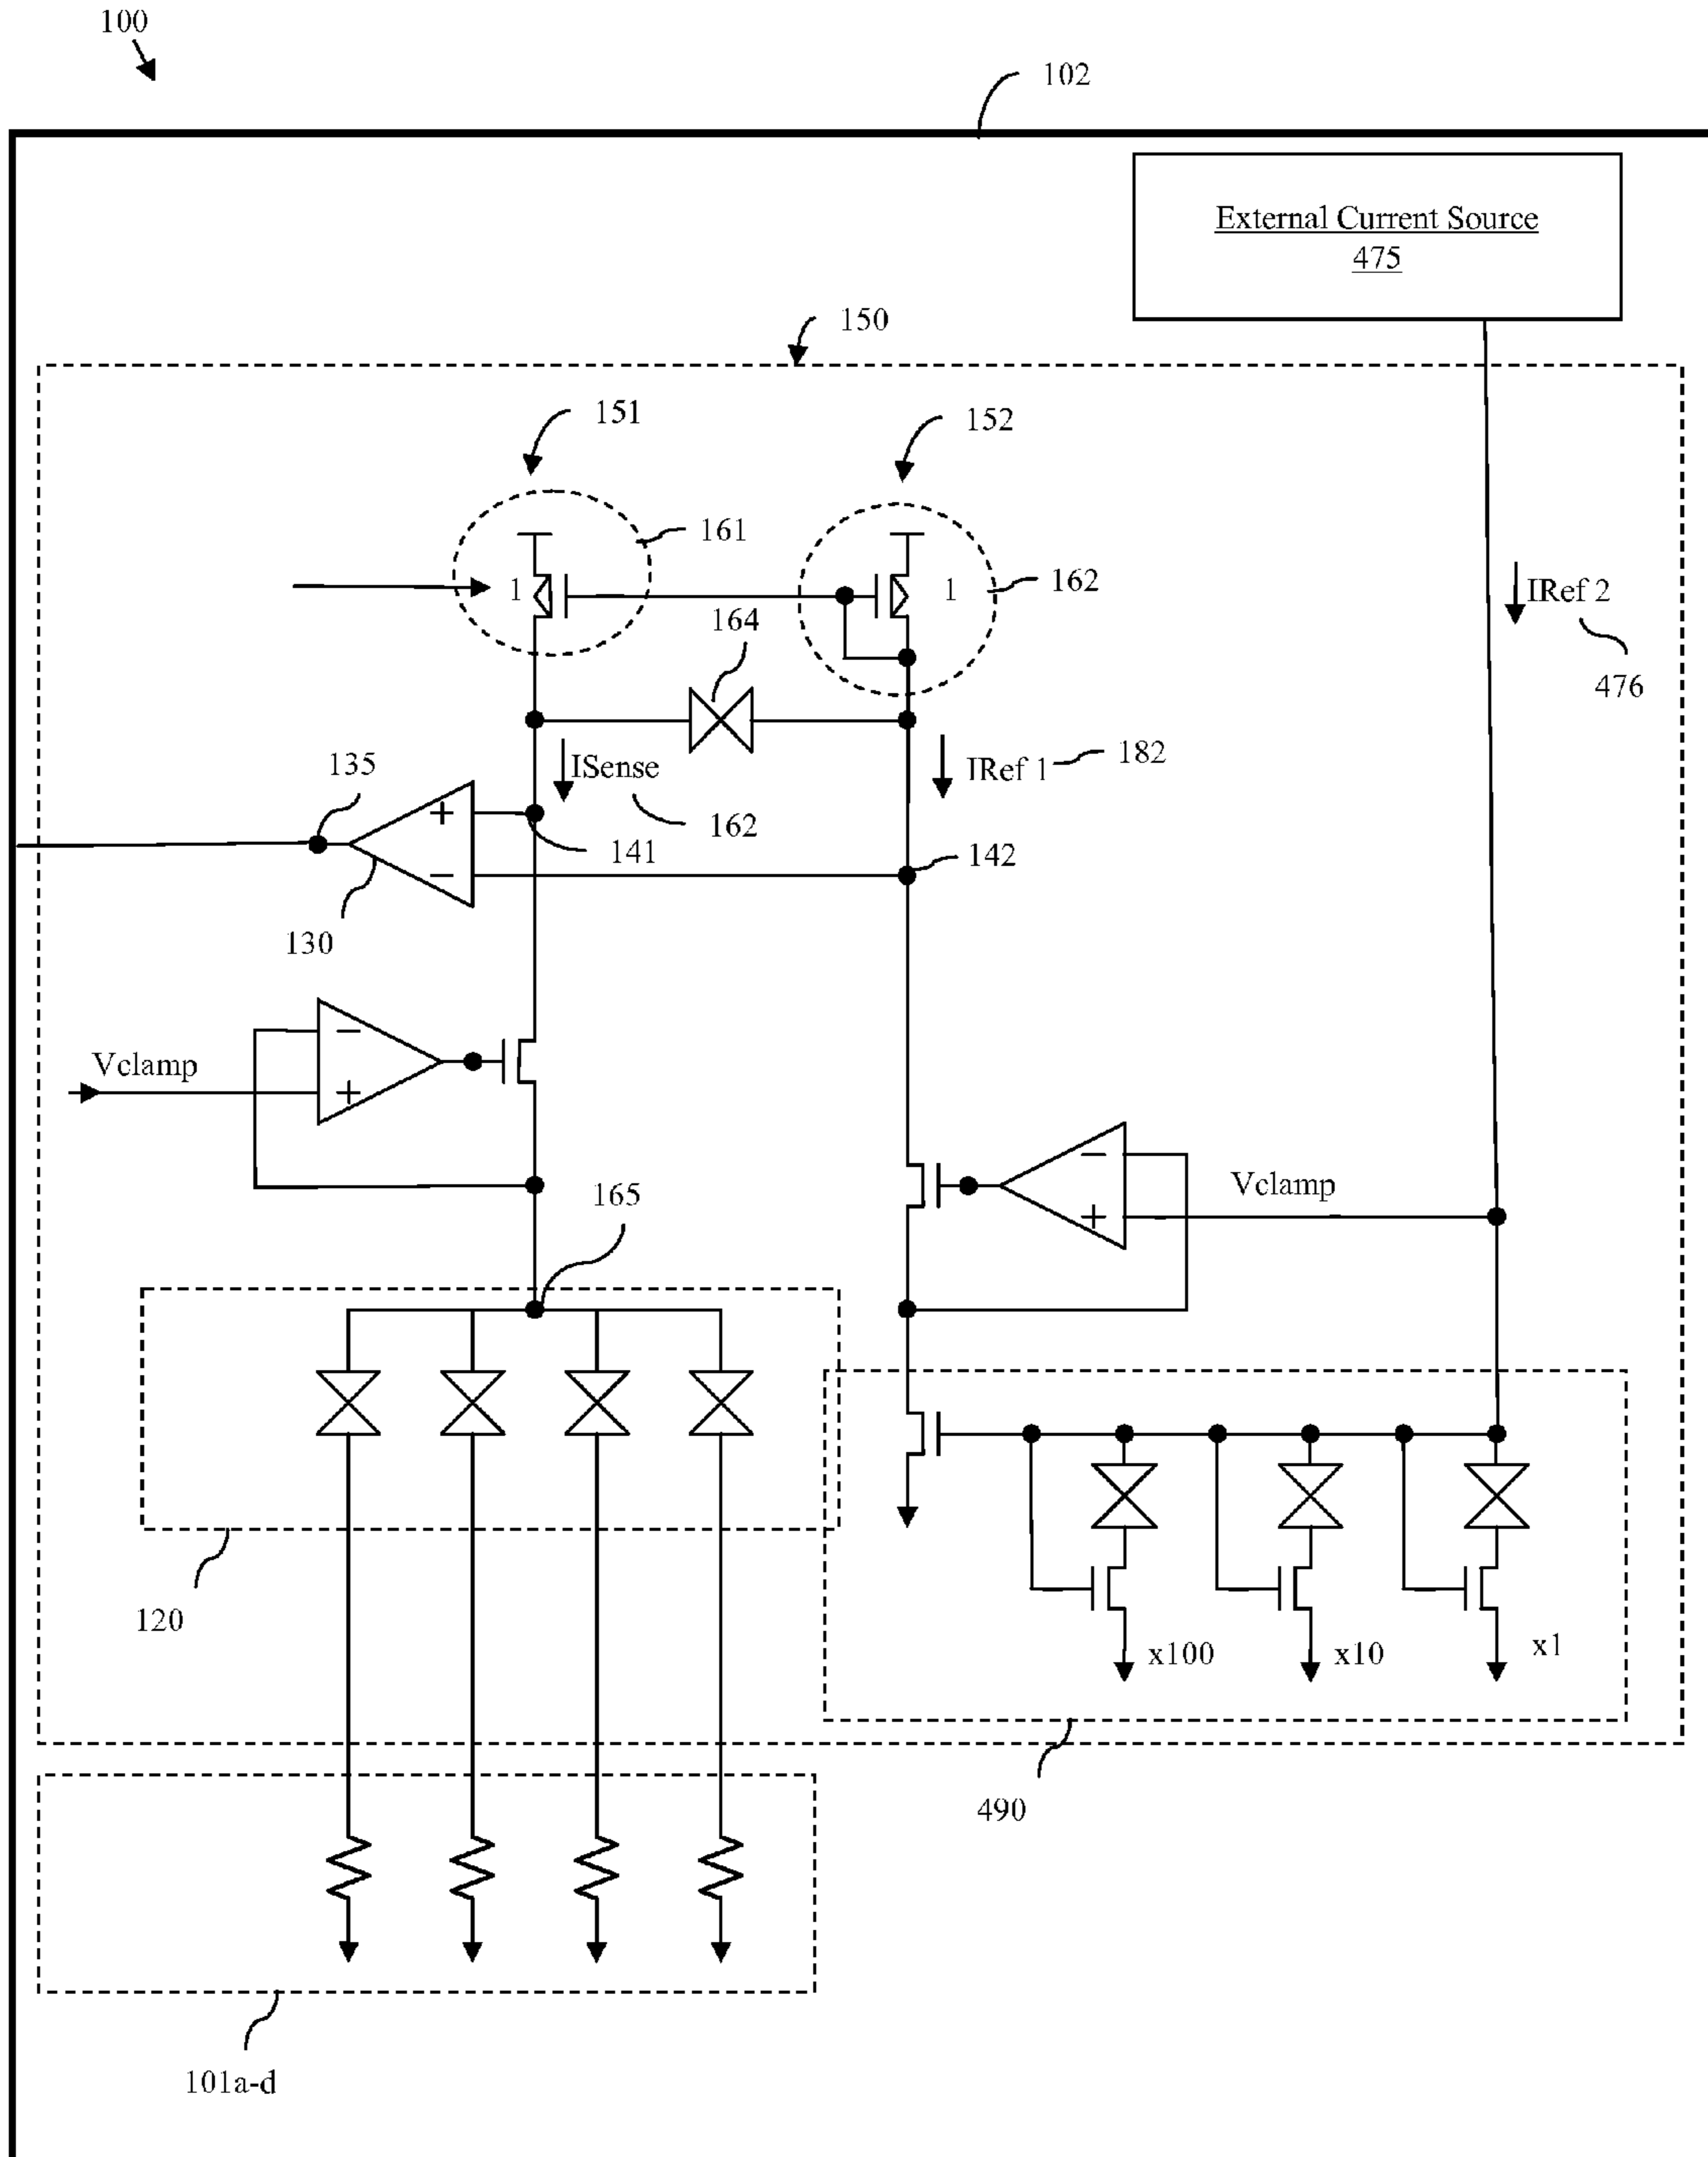 100
102
External Current Source
475
150
151
152
161
1
1
162
164
IRef 2
476
135
ISense
IRef 1
182
162
+
141
142
−
130
−
Vclamp
+
−
165
Vclamp
+
120
x100
x10
x1
490
101a-d